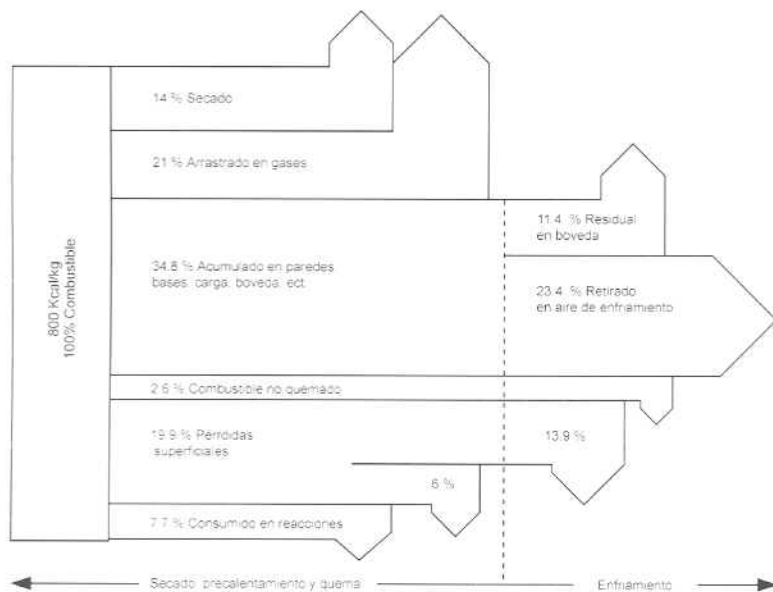 800 Kcal/kg
100% Combustible
14 % Secado
21 % Arrastrado en gases
34.8 % Acumulado en paredes
bases, carga, boveda, ect.
11.4 % Residual
en boveda
23.4 % Retirado
en aire de enfriamiento
2.6 % Combustible no quemado
19.9 % Perdidas
superficiales
13.9 %
6 %
7.7 % Consumido en reacciones
Secado, precalentamiento y quema
Enfriamiento